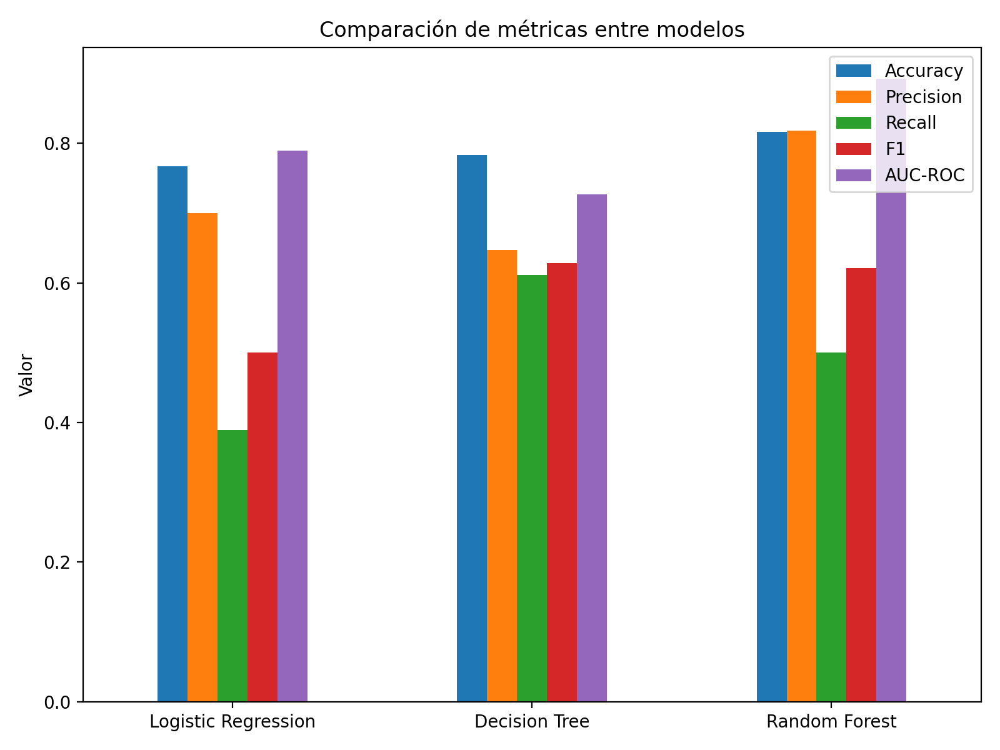 Comparación de métricas entre modelos
Accuracy
Precision
Recall
F1
AUC-ROC
Valor
0.8
0.6
0.4
0.2
0.0
Logistic Regression
Decision Tree
Random Forest